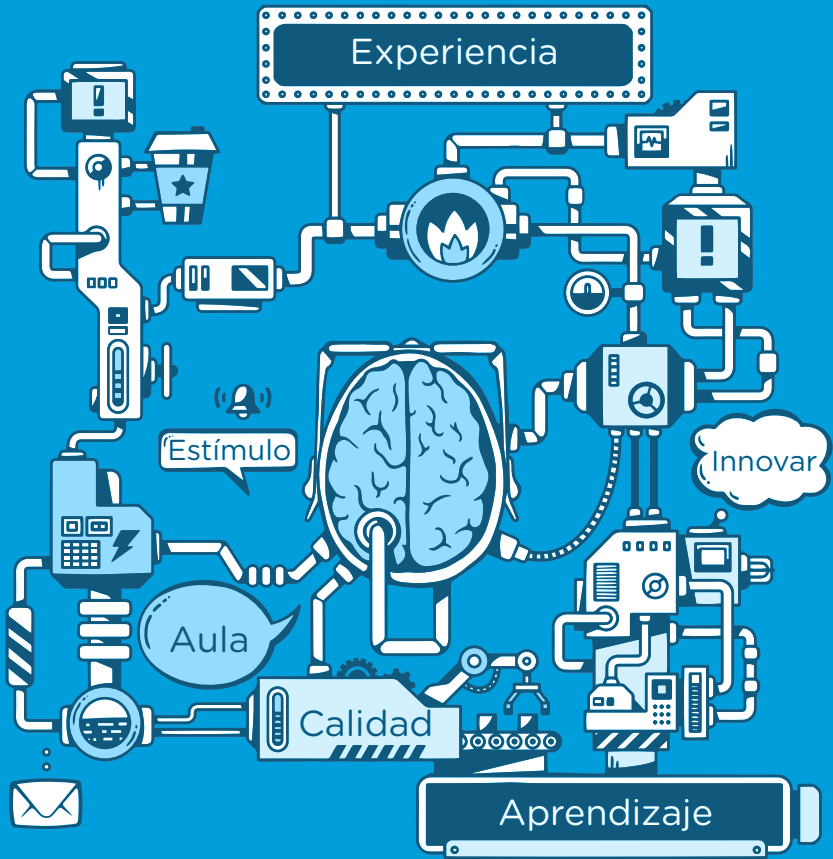 Experiencia
Estímulo
Innovar
Aula
Calidad
Aprendizaje